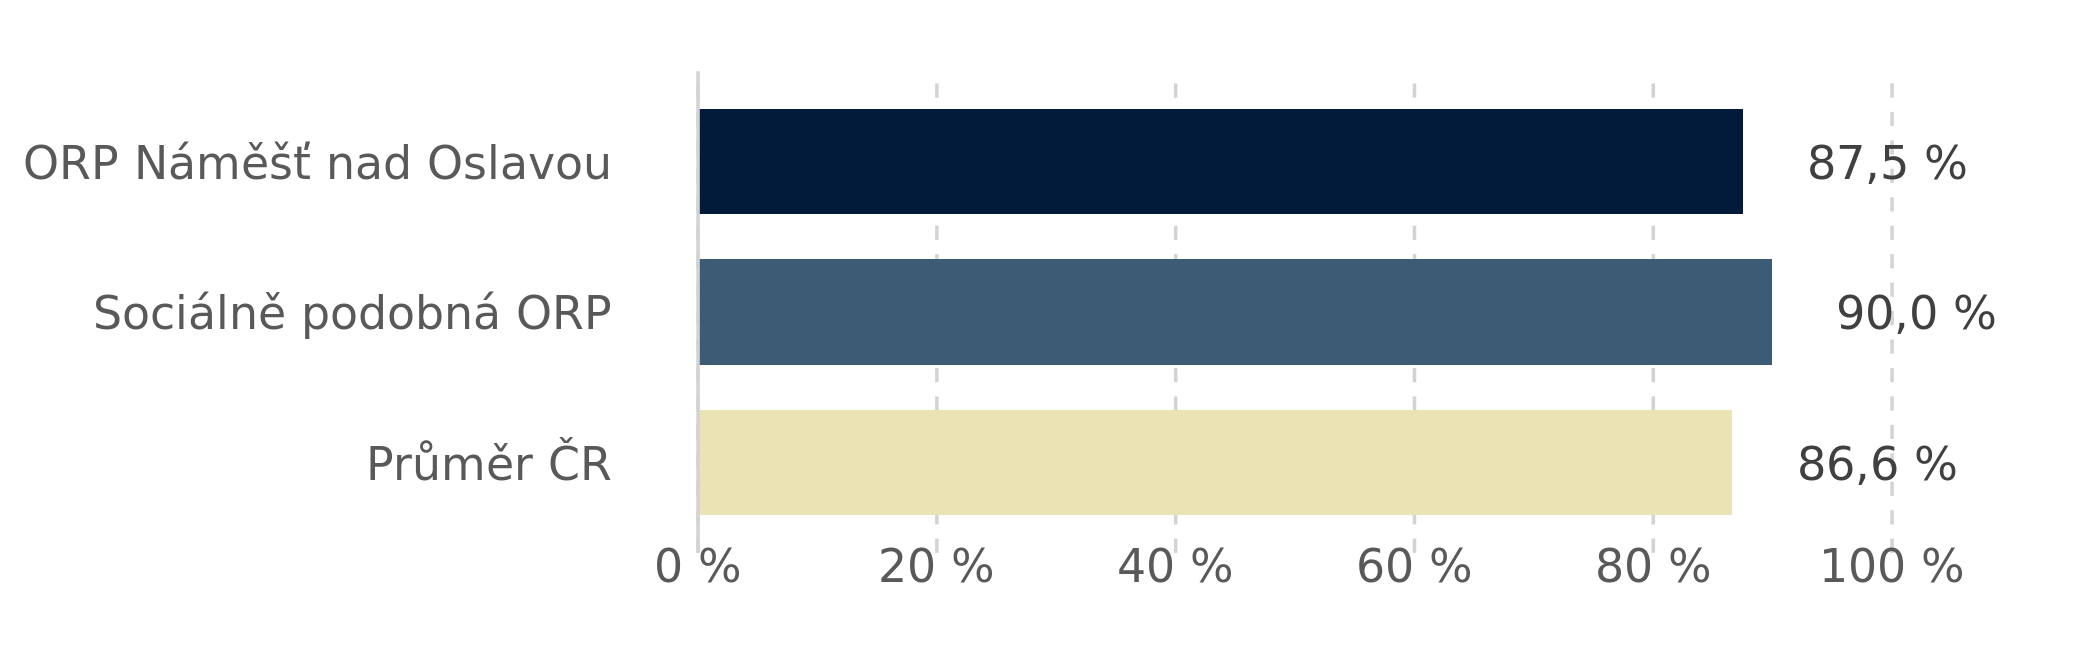 ORP Náměšť nad Oslavou 87,5 %
Sociálně podobná ORP 90,0 %
Průměr ČR 86,6 %
0 % 20 % 40 % 60 % 80 % 100 %